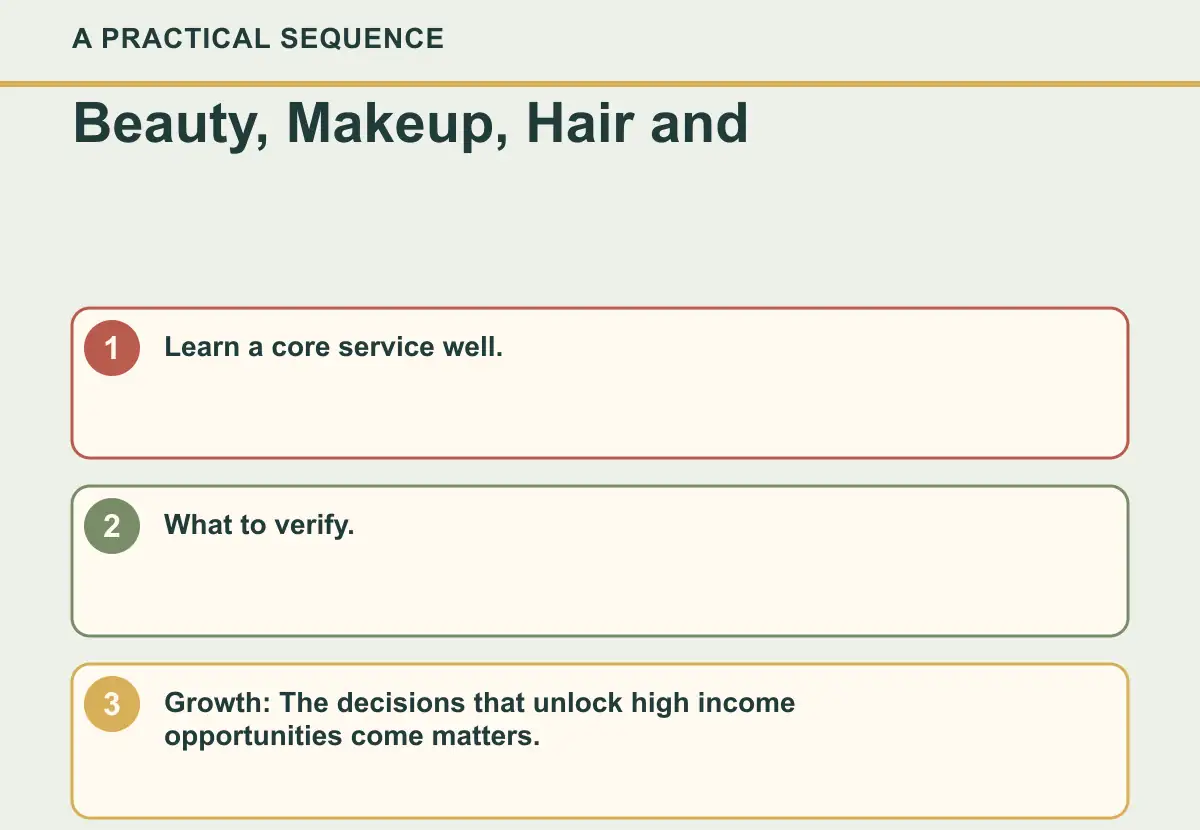 A PRACTICAL SEQUENCE
Beauty, Makeup, Hair and
1
Learn a core service well.
2
What to verify.
3
Growth: The decisions that unlock high income
opportunities come matters.